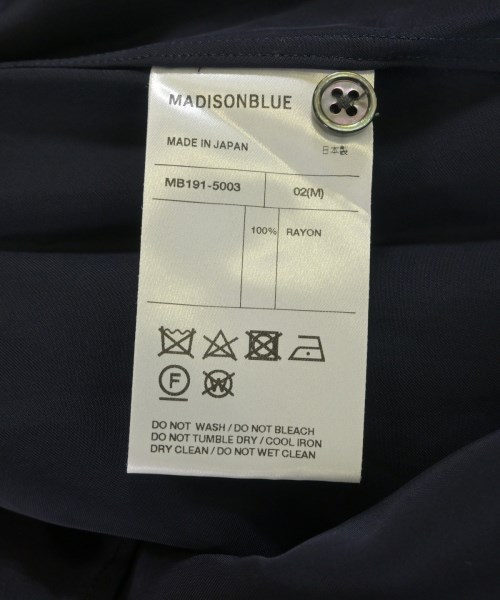 MADISONBLUE
MADE IN JAPAN 日本製
MB191-5003 02(M)
100% RAYON
F
W
DO NOT WASH / DO NOT BLEACH
DO NOT TUMBLE DRY / COOL IRON
DRY CLEAN / DO NOT WET CLEAN